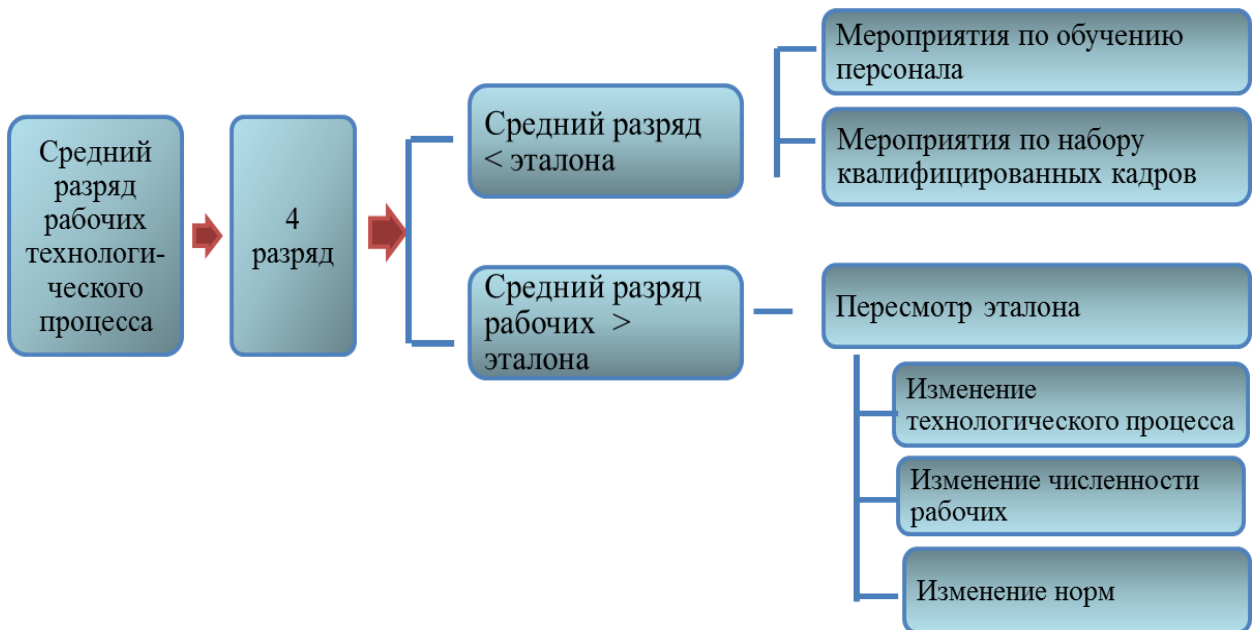 Средний
разряд
рабочих
технологи-
ческого
процесса
4
разряд
Средний разряд
< эталона
Мероприятия по обучению
персонала
Мероприятия по набору
квалифицированных кадров
Средний разряд
рабочих >
эталона
Пересмотр эталона
Изменение
технологического процесса
Изменение численности
рабочих
Изменение норм